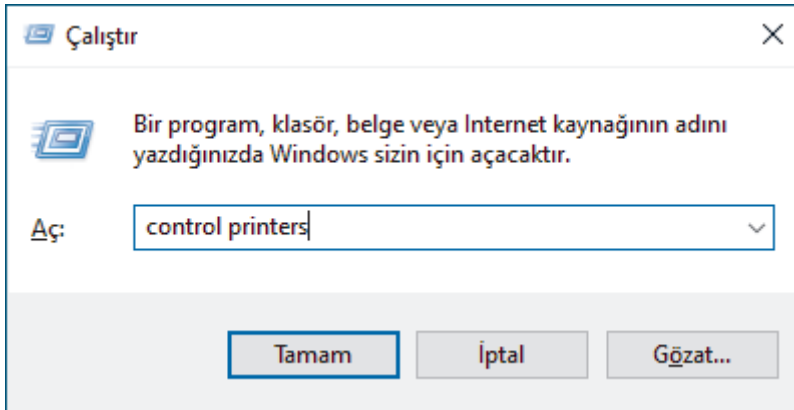 Çalıştır
Bir program, klasör, belge veya Internet kaynağının adını
yazdığınızda Windows sizin için açacaktır.
Aç: control printers
Tamam İptal Gözat...